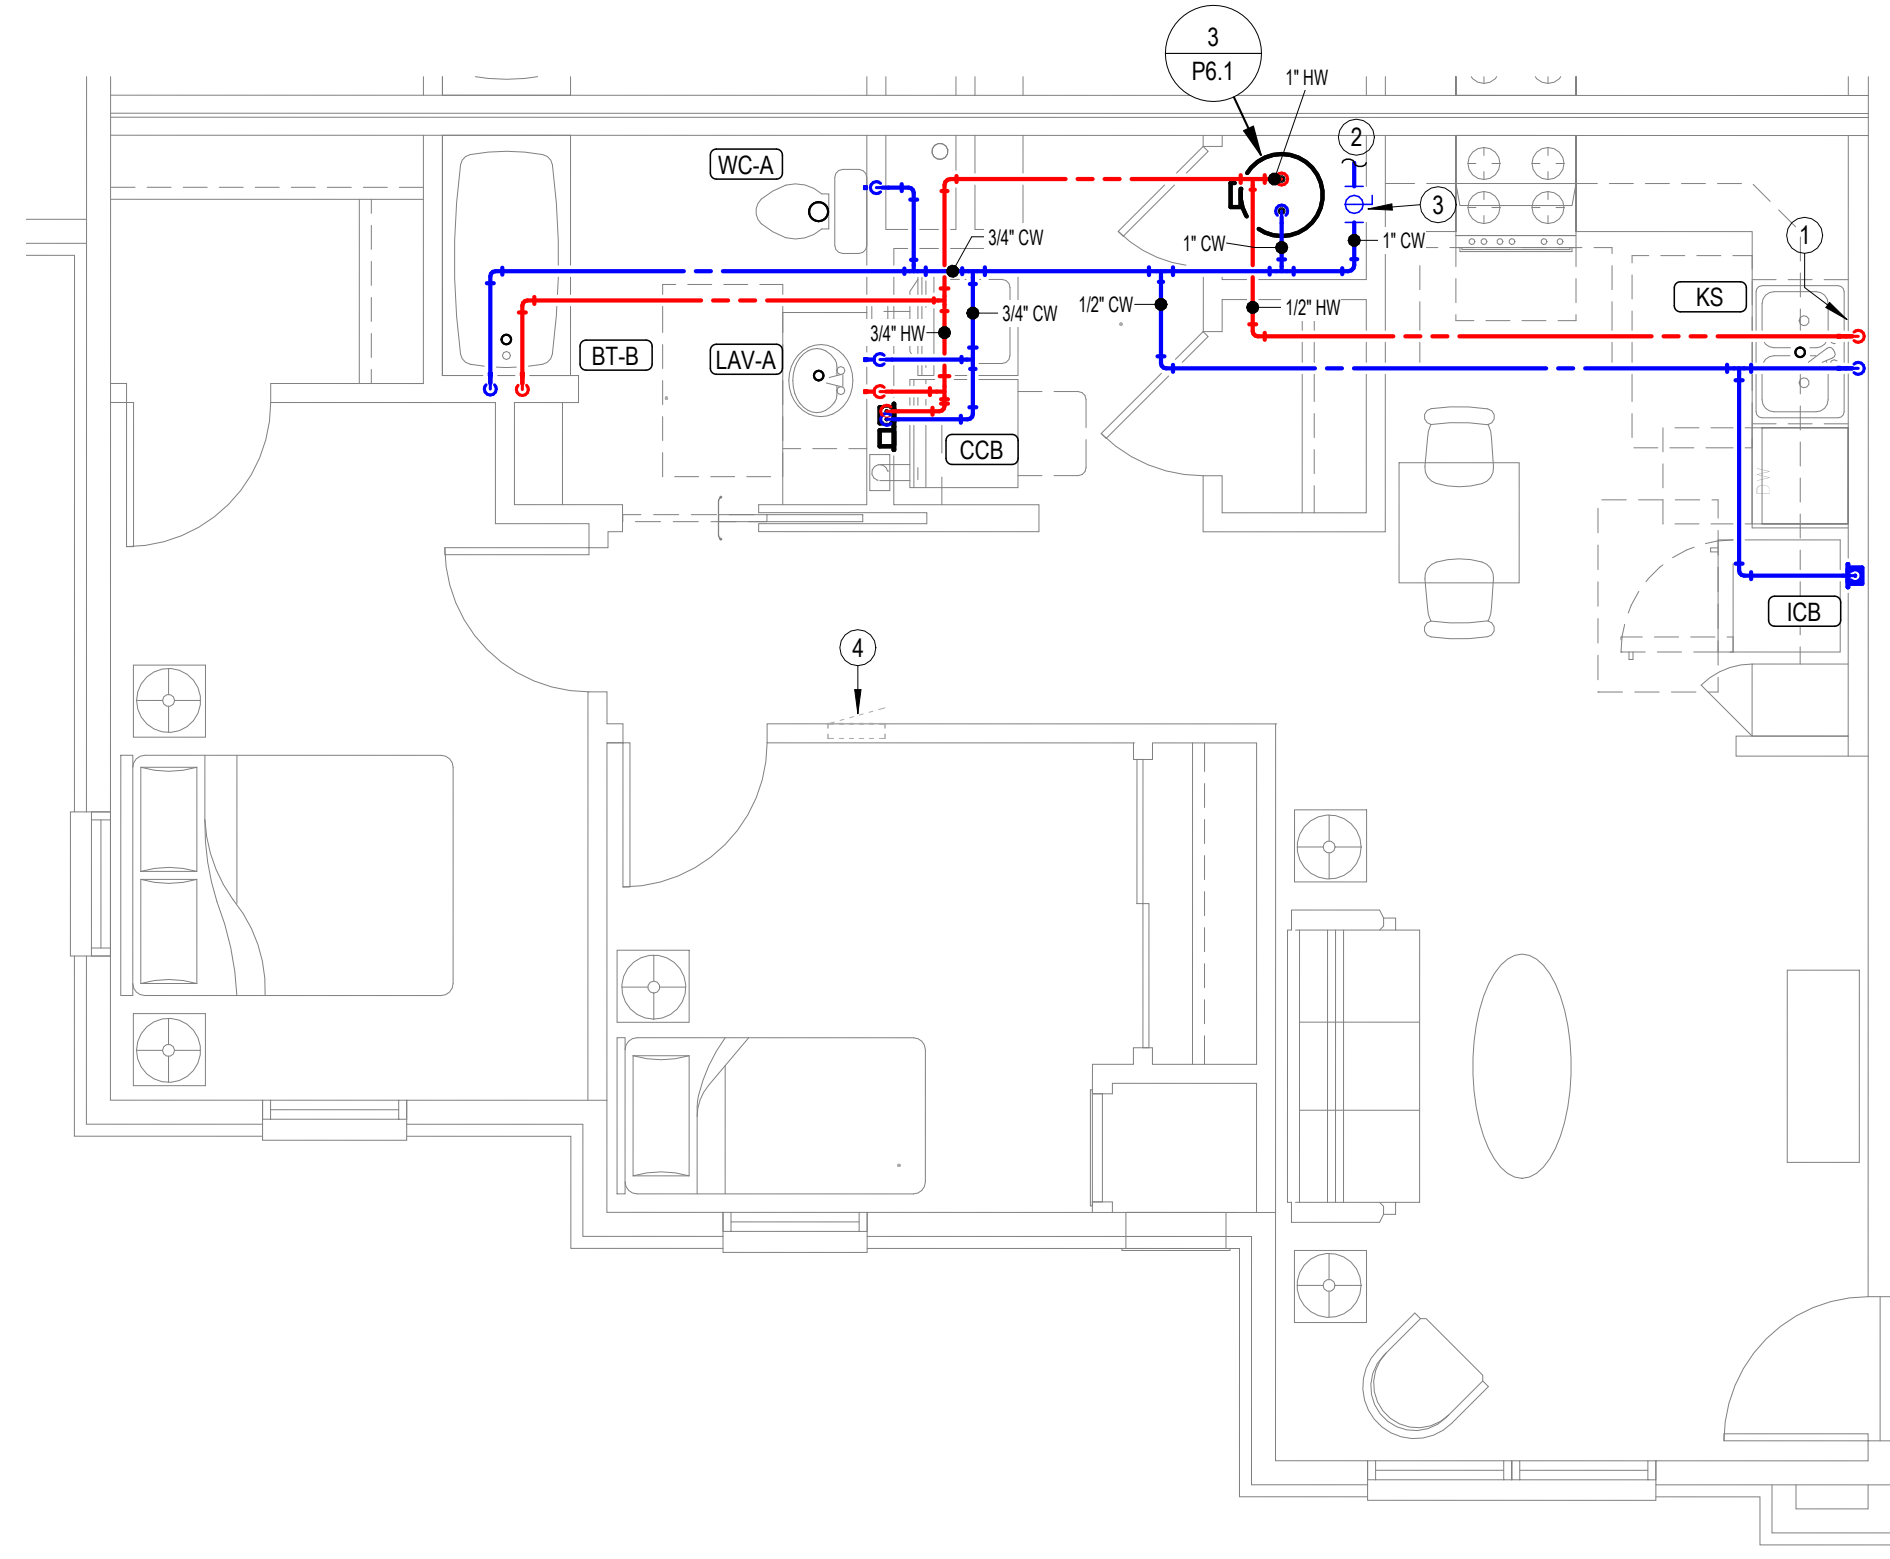 3
P6.1
1" HW
2
WC-A
3
1
3/4" CW
1" CW
1" CW
KS
1/2" CW
1/2" HW
3/4" CW
3/4" HW
BT-B
LAV-A
CCB
DW
ICB
4